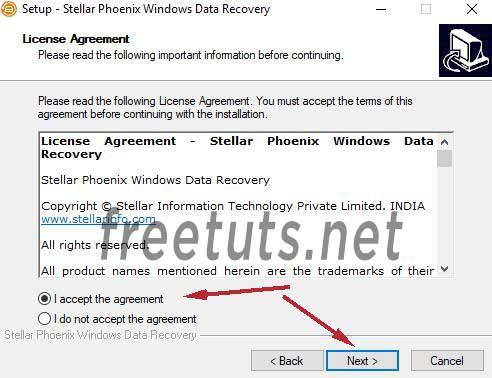 Setup - Stellar Phoenix Windows Data Recovery
License Agreement
Please read the following important information before continuing.
Please read the following License Agreement. You must accept the terms of this
agreement before continuing with the installation.
License Agreement - Stellar Phoenix Windows Data
Recovery
Stellar Phoenix Windows Data Recovery
Copyright © Stellar Information Technology Private Limited. INDIA
www.stellarinfo.com
All rights reserved.
freetuts.net
All product names mentioned herein are the trademarks of their
I accept the agreement
I do not accept the agreement
Stellar Phoenix Windows Data Recovery
< Back
Next >
Cancel